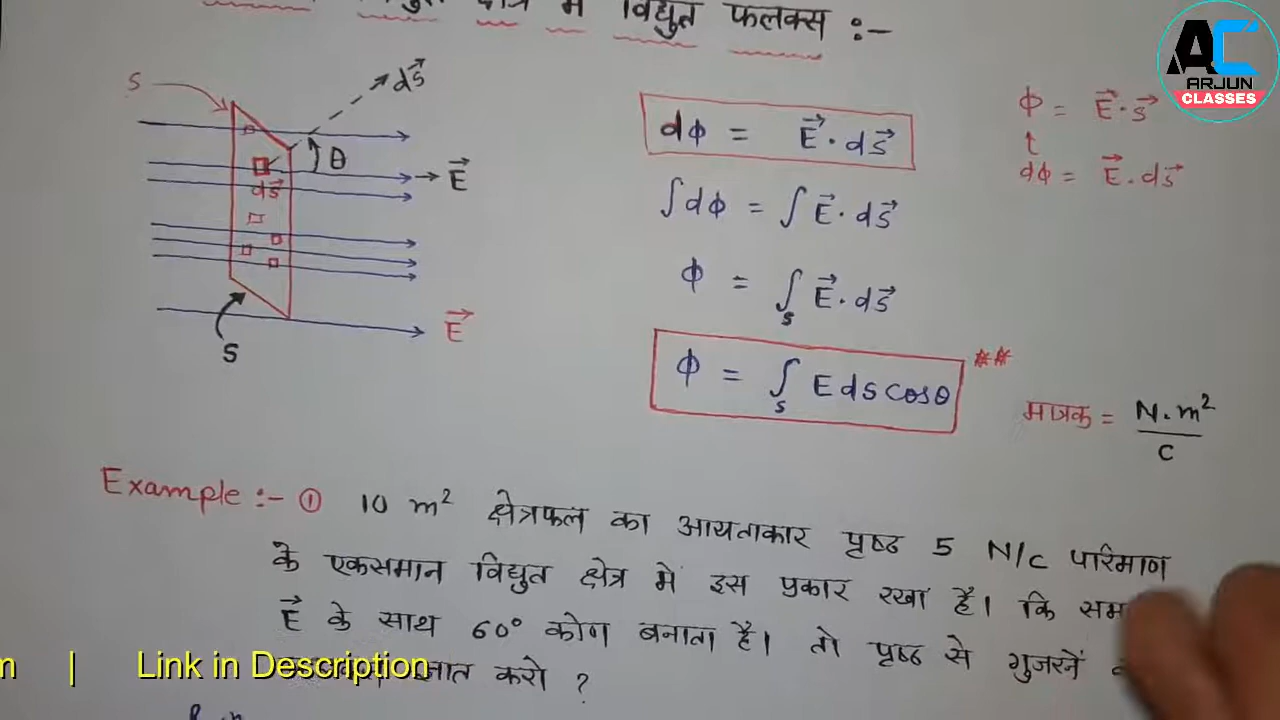 क्षेत्र में विद्युत फलक्स :-
AC
ARJUN
CLASSES
S
ds⃗
θ
E⃗
ds⃗
E⃗
S
dφ = E⃗ · ds⃗
∫dφ = ∫E⃗ · ds⃗
φ = ∫ₛ E⃗ · ds⃗
φ = ∫ₛ E ds cosθ
**
φ = E⃗ · s⃗
dφ = E⃗ · ds⃗
मात्रक = N.m²/C
Example :- ① 10 m² क्षेत्रफल का आयताकार पृष्ठ 5 N/C परिमाण
के एकसमान विद्युत क्षेत्र में इस प्रकार रखा है। कि
E⃗ के साथ 60° कोण बनाता है। तो पृष्ठ से गुजरनें
ज्ञात करो ?
m | Link in Description